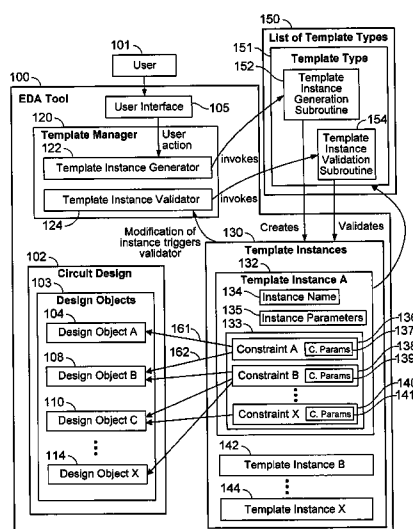 101
User
150
List of Template Types
151
Template Type
152
Template Instance Generation Subroutine
154
Template Instance Validation Subroutine
100
EDA Tool
User Interface
105
120
Template Manager
User action
122
Template Instance Generator
invokes
Template Instance Validator
invokes
124
Modification of instance triggers validator
Creates
Validates
130
Template Instances
132
Template Instance A
134
Instance Name
135
Instance Parameters
133
136
137
Constraint A
C. Params
138
139
Constraint B
C. Params
140
141
Constraint X
C. Params
142
Template Instance B
144
Template Instance X
102
Circuit Design
103
Design Objects
104
Design Object A
161
162
108
Design Object B
110
Design Object C
114
Design Object X